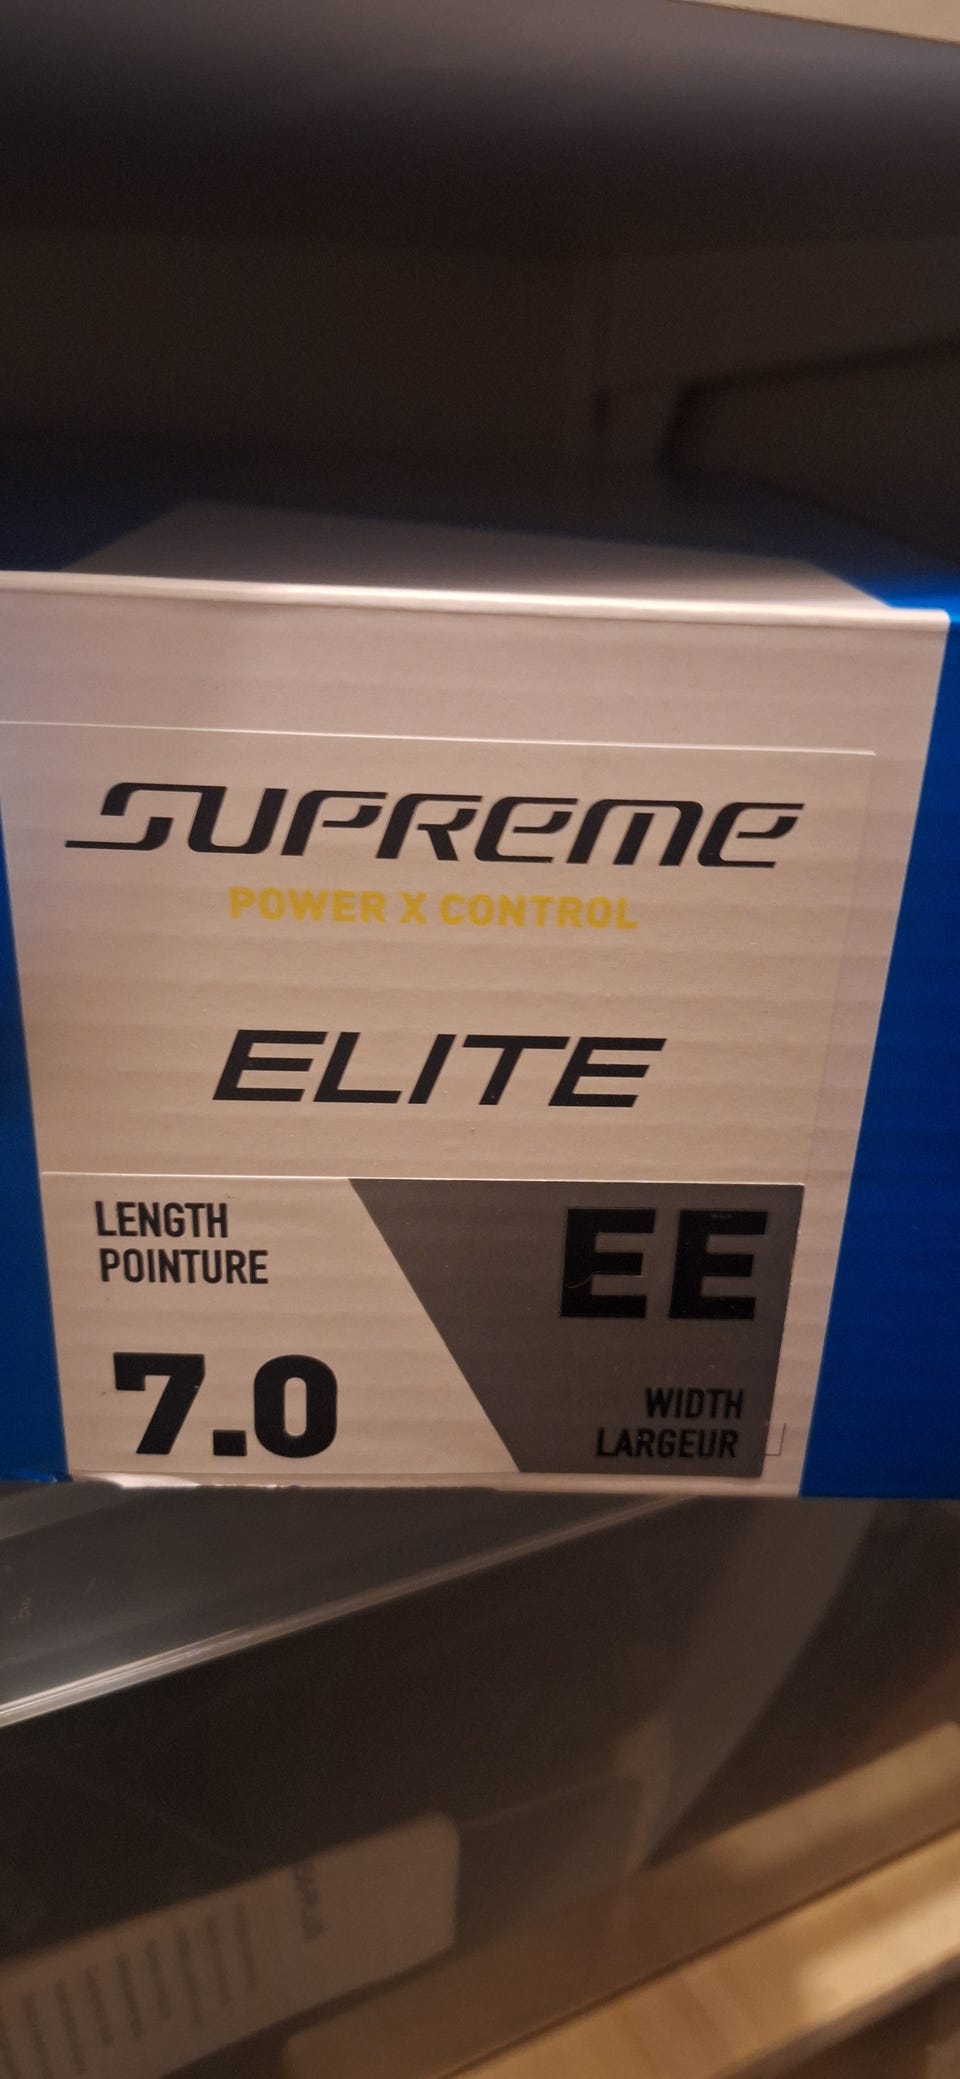 SUPREME
POWER X CONTROL
ELITE
LENGTH
POINTURE
7.0
EE
WIDTH
LARGEUR